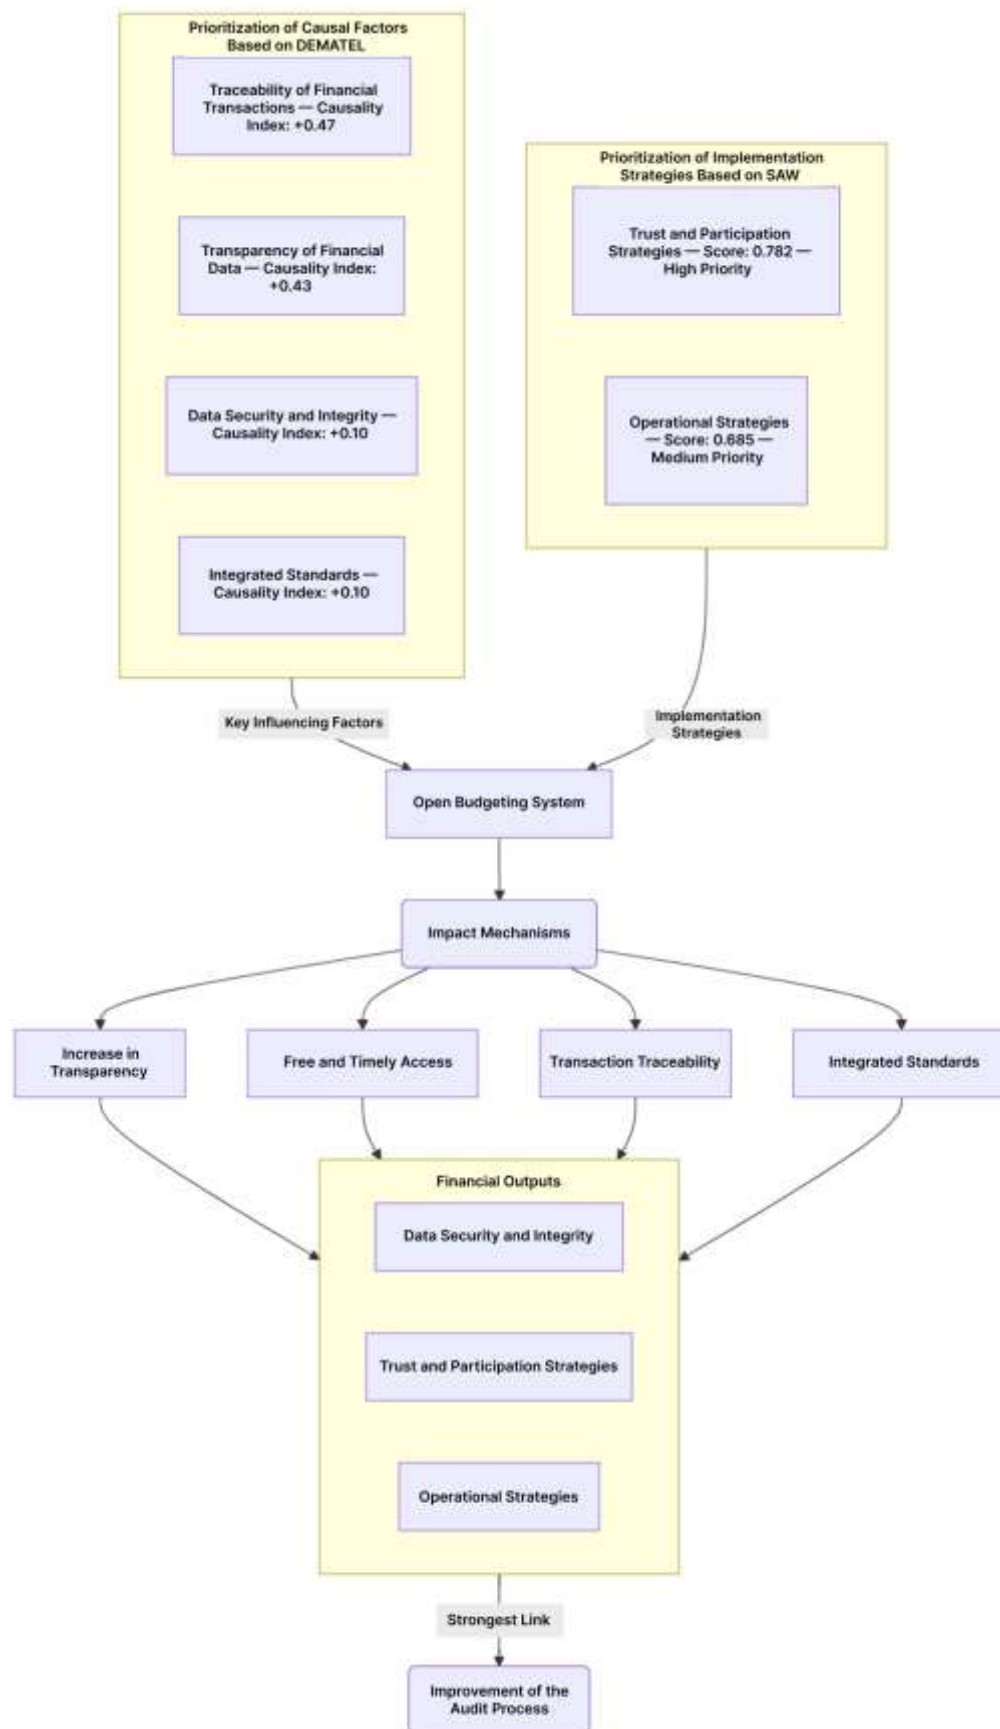 Prioritization of Causal Factors
Based on DEMATEL
Traceability of Financial
Transactions — Causality
Index: +0.47
Transparency of Financial
Data — Causality Index:
+0.43
Data Security and Integrity —
Causality Index: +0.10
Integrated Standards —
Causality Index: +0.10
Prioritization of Implementation
Strategies Based on SAW
Trust and Participation
Strategies — Score: 0.782 —
High Priority
Operational Strategies
— Score: 0.685 —
Medium Priority
Key Influencing Factors
Implementation
Strategies
Open Budgeting System
Impact Mechanisms
Increase in
Transparency
Free and Timely Access
Transaction Traceability
Integrated Standards
Financial Outputs
Data Security and Integrity
Trust and Participation Strategies
Operational Strategies
Strongest Link
Improvement of the
Audit Process